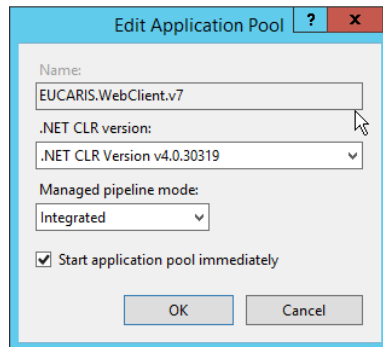 Edit Application Pool ? x
Name:
EUCARIS.WebClient.v7
.NET CLR version:
.NET CLR Version v4.0.30319
Managed pipeline mode:
Integrated
Start application pool immediately
OK Cancel